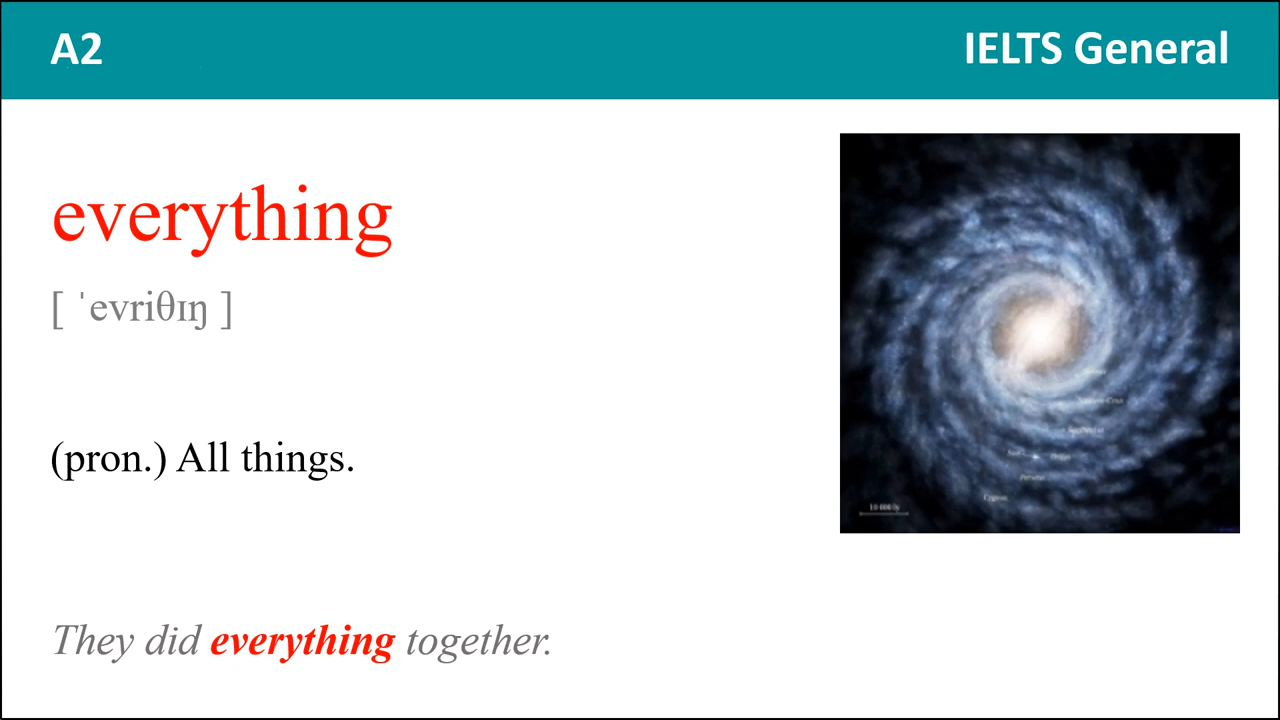 A2
IELTS General
everything
[ ˈevriθɪŋ ]
(pron.) All things.
They did everything together.